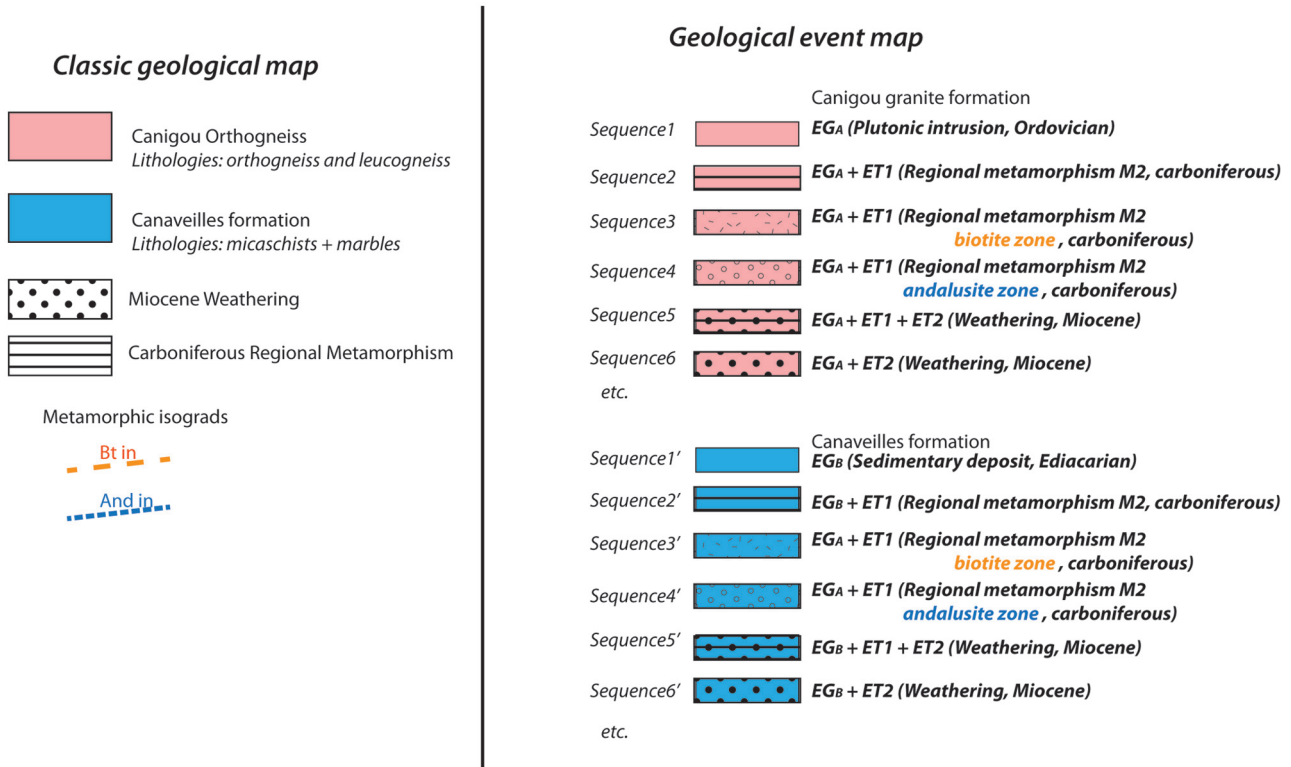 Classic geological map
Canigou Orthogneiss
Lithologies: orthogneiss and leucogneiss
Canaveilles formation
Lithologies: micaschists + marbles
Miocene Weathering
Carboniferous Regional Metamorphism
Metamorphic isograds
Bt in
And in
Geological event map
Canigou granite formation
Sequence1 EGA (Plutonic intrusion, Ordovician)
Sequence2 EGA + ET1 (Regional metamorphism M2, carboniferous)
Sequence3 EGA + ET1 (Regional metamorphism M2
biotite zone , carboniferous)
Sequence4 EGA + ET1 (Regional metamorphism M2
andalusite zone , carboniferous)
Sequence5 EGA + ET1 + ET2 (Weathering, Miocene)
Sequence6 EGA + ET2 (Weathering, Miocene)
etc.
Canaveilles formation
Sequence1’ EGB (Sedimentary deposit, Ediacarian)
Sequence2’ EGB + ET1 (Regional metamorphism M2, carboniferous)
Sequence3’ EGA + ET1 (Regional metamorphism M2
biotite zone , carboniferous)
Sequence4’ EGA + ET1 (Regional metamorphism M2
andalusite zone , carboniferous)
Sequence5’ EGB + ET1 + ET2 (Weathering, Miocene)
Sequence6’ EGB + ET2 (Weathering, Miocene)
etc.